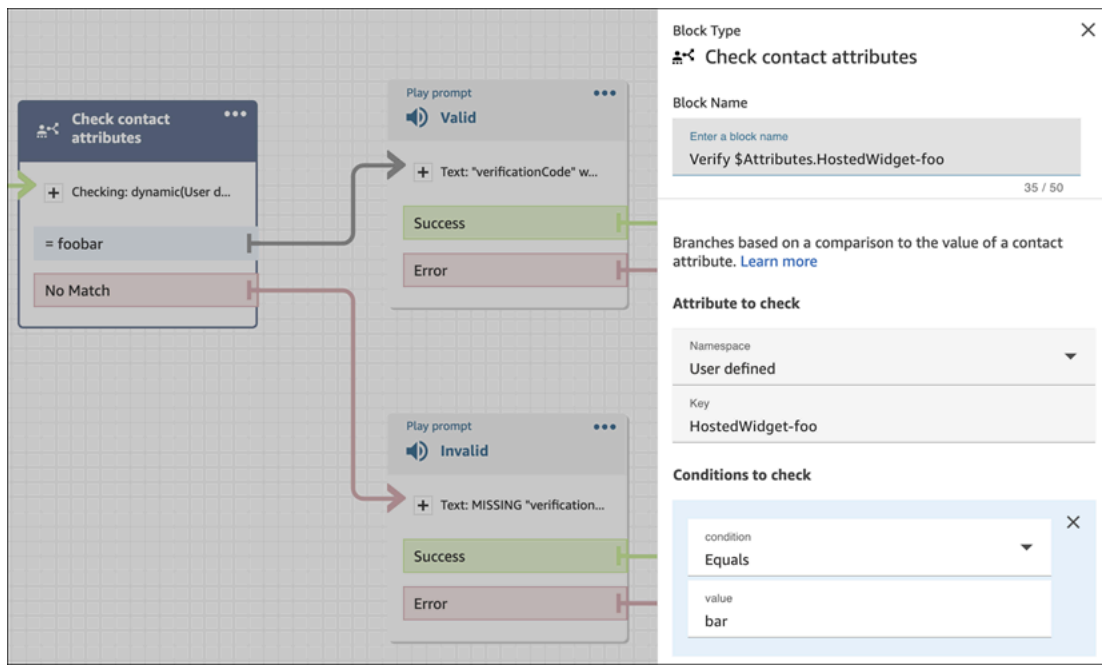 Check contact
attributes
Checking: dynamic(User d...
= foobar
No Match
Play prompt
Valid
Text: "verificationCode" w...
Success
Error
Play prompt
Invalid
Text: MISSING "verification...
Success
Error
Block Type
Check contact attributes
Block Name
Enter a block name
Verify $Attributes.HostedWidget-foo
35 / 50
Branches based on a comparison to the value of a contact
attribute. Learn more
Attribute to check
Namespace
User defined
Key
HostedWidget-foo
Conditions to check
condition
Equals
value
bar